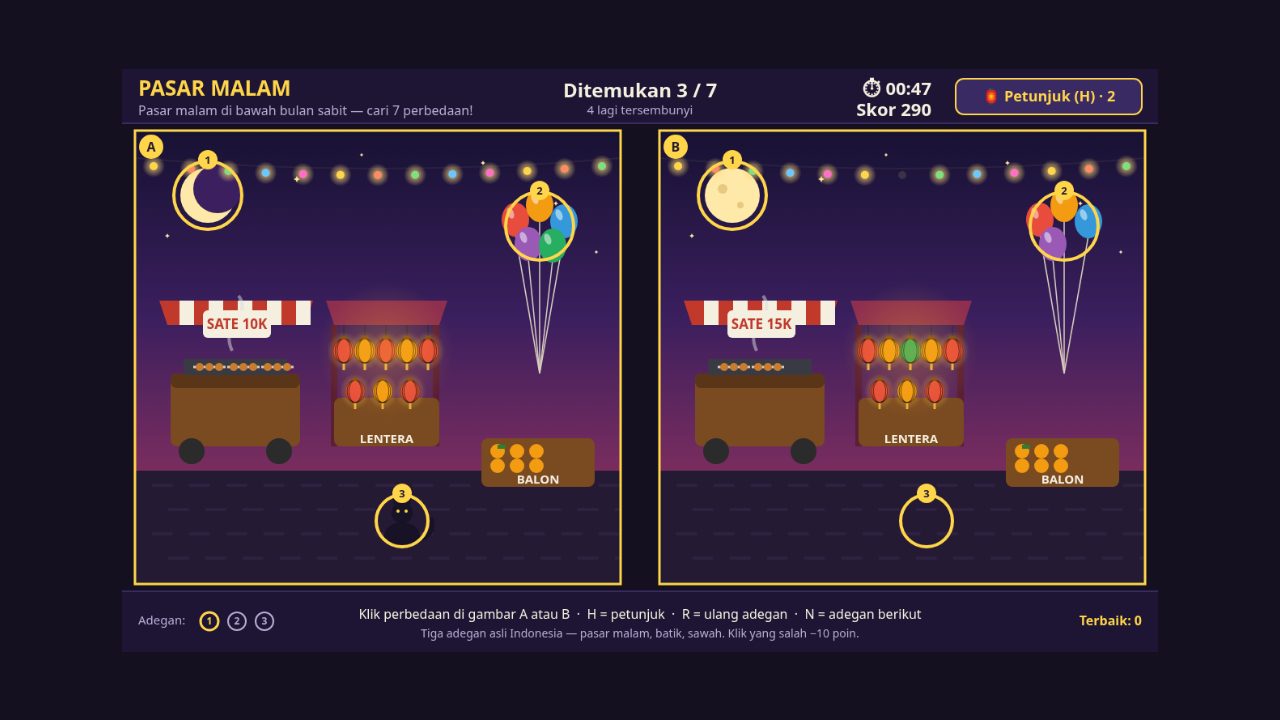 PASAR MALAM
Pasar malam di bawah bulan sabit — cari 7 perbedaan!
Ditemukan 3 / 7
4 lagi tersembunyi
⏱ 00:47
Skor 290
🏮 Petunjuk (H) · 2
A
1
2
SATE 10K
LENTERA
BALON
3
B
1
2
SATE 15K
LENTERA
BALON
3
Adegan: 1 2 3
Klik perbedaan di gambar A atau B · H = petunjuk · R = ulang adegan · N = adegan berikut
Tiga adegan asli Indonesia — pasar malam, batik, sawah. Klik yang salah −10 poin.
Terbaik: 0